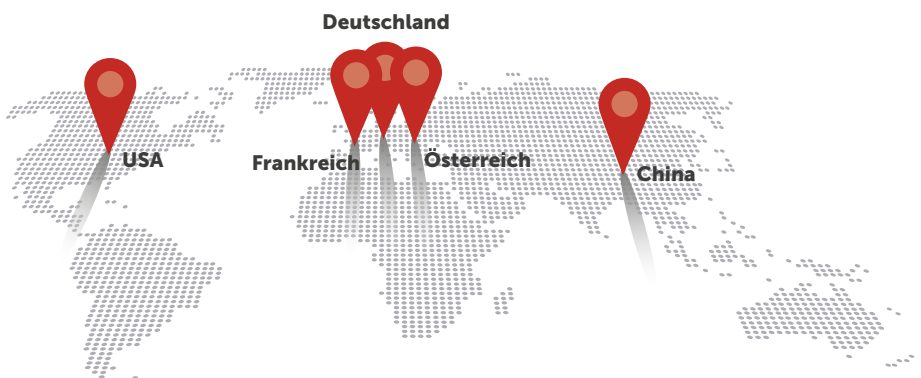 Deutschland
USA
Frankreich
Österreich
China